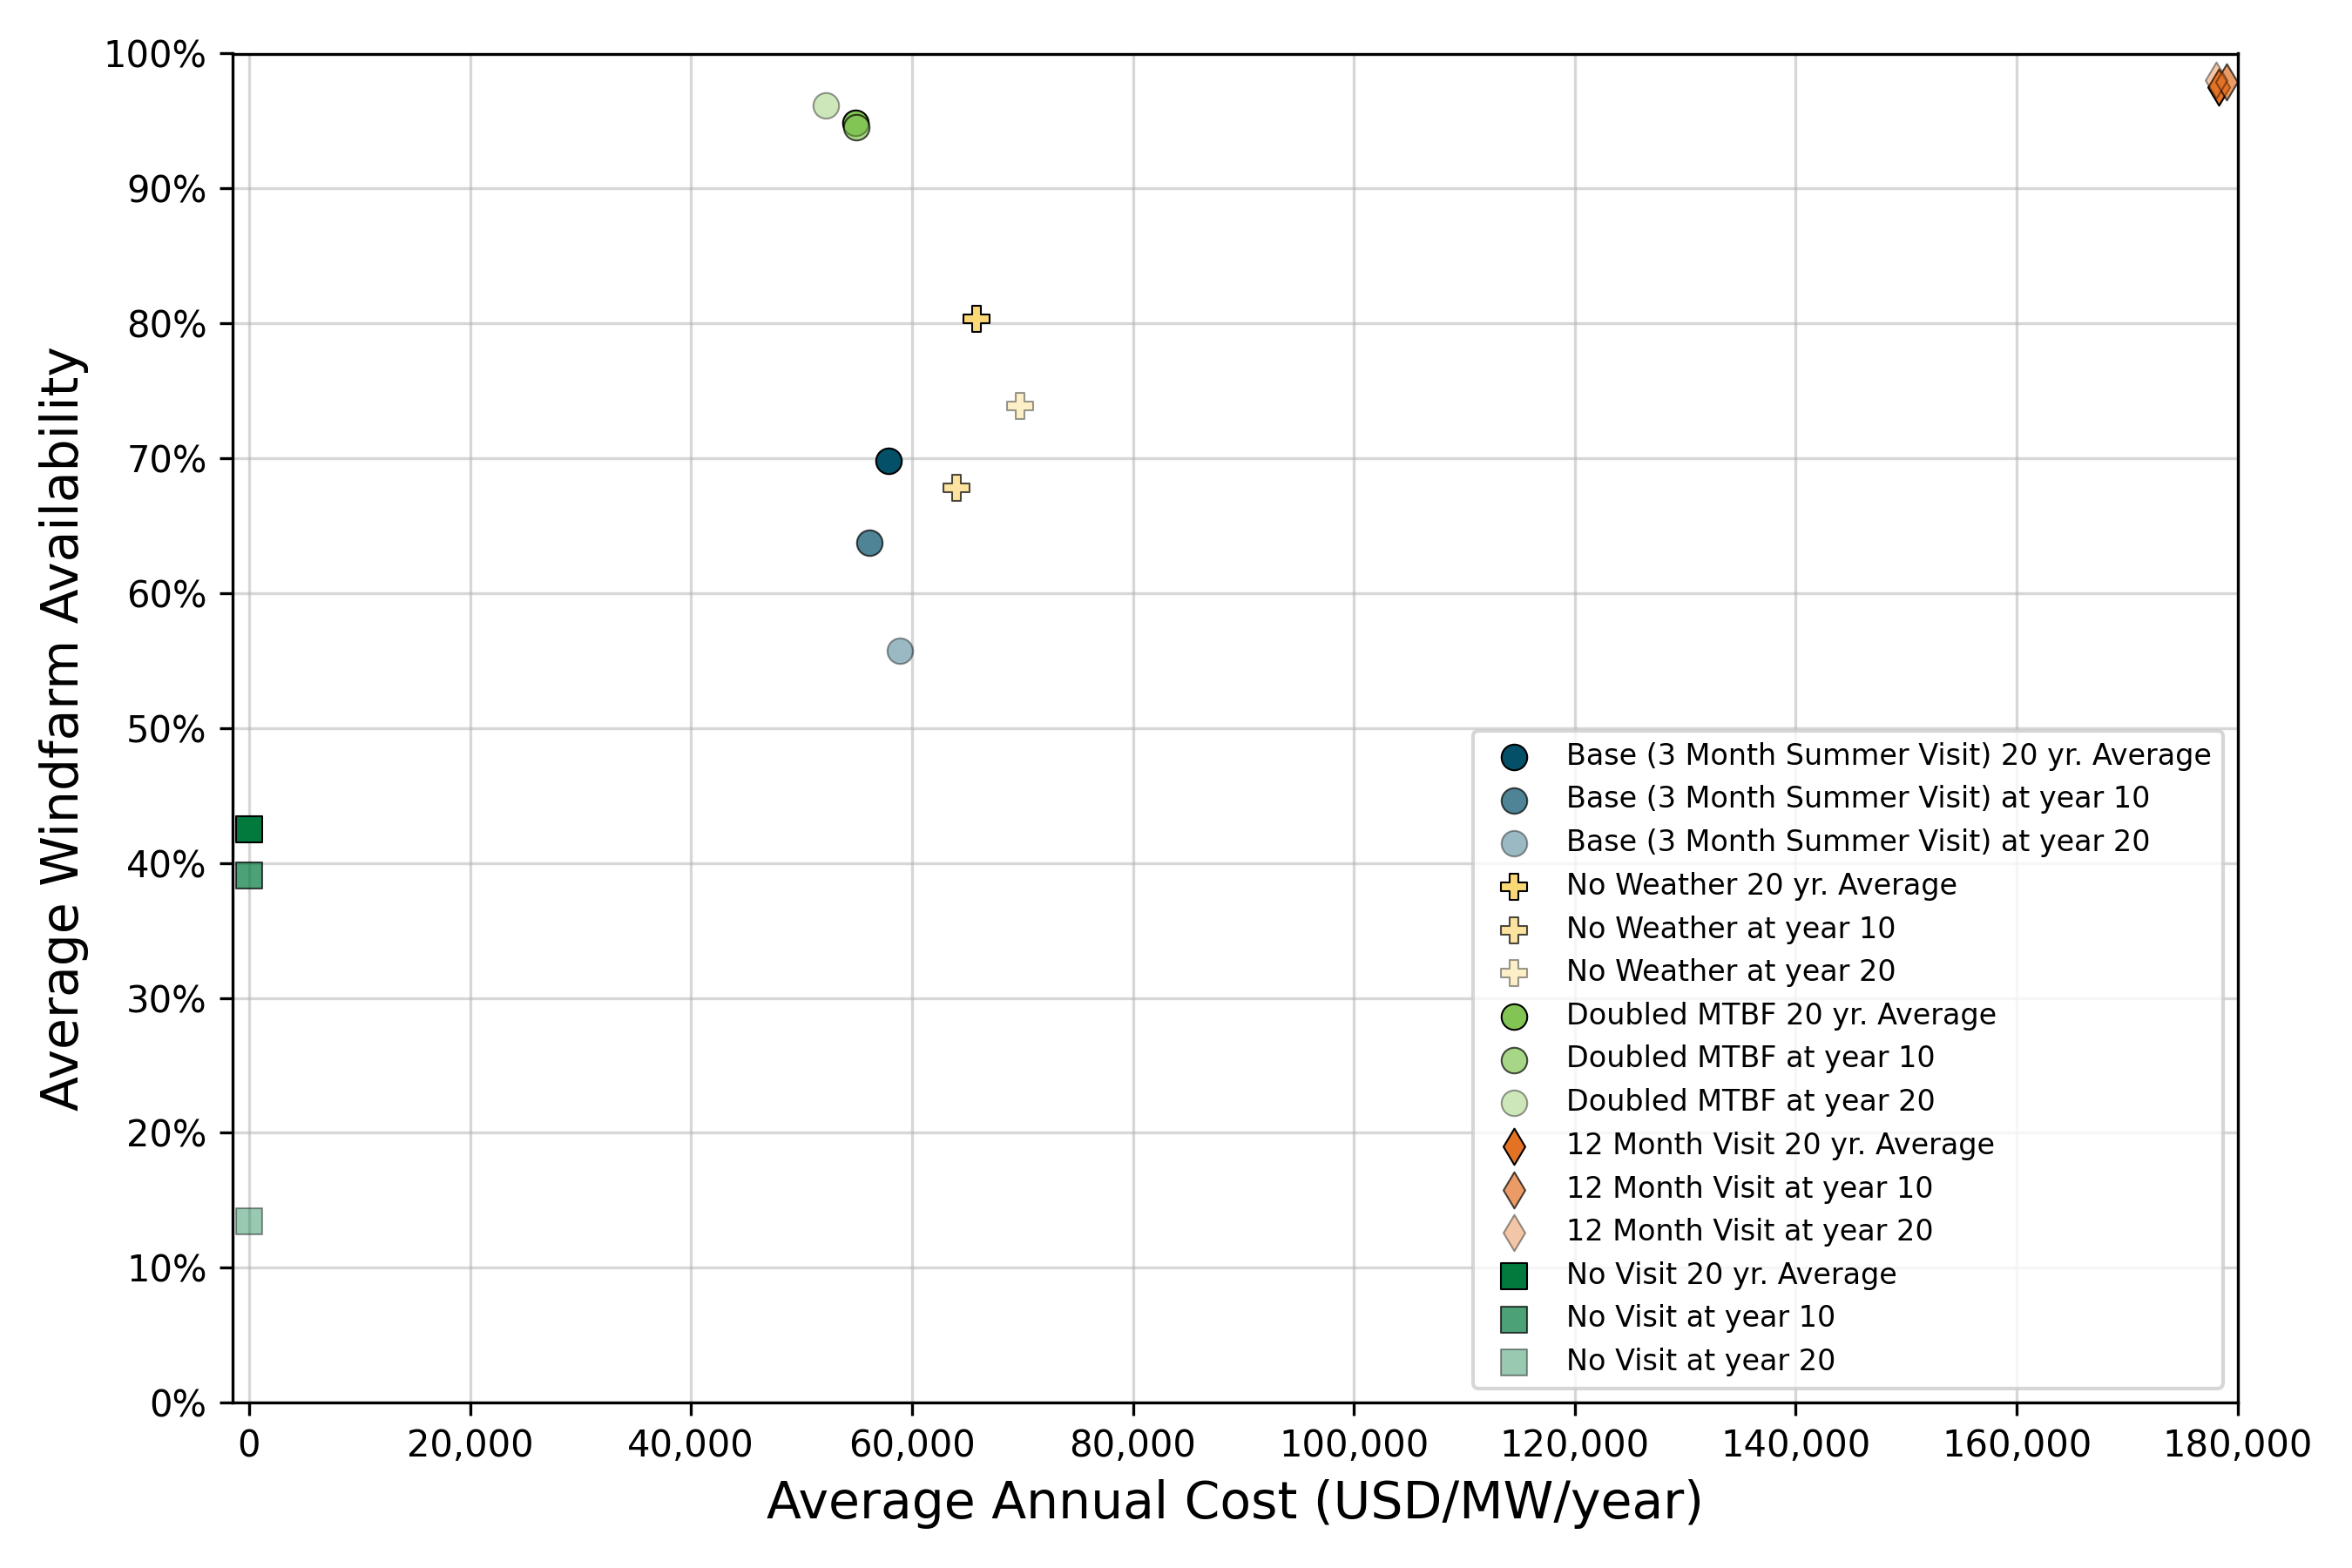 100%
90%
80%
70%
60%
50%
40%
30%
20%
10%
0%
Average Windfarm Availability
Base (3 Month Summer Visit) 20 yr. Average
Base (3 Month Summer Visit) at year 10
Base (3 Month Summer Visit) at year 20
No Weather 20 yr. Average
No Weather at year 10
No Weather at year 20
Doubled MTBF 20 yr. Average
Doubled MTBF at year 10
Doubled MTBF at year 20
12 Month Visit 20 yr. Average
12 Month Visit at year 10
12 Month Visit at year 20
No Visit 20 yr. Average
No Visit at year 10
No Visit at year 20
0 20,000 40,000 60,000 80,000 100,000 120,000 140,000 160,000 180,000
Average Annual Cost (USD/MW/year)